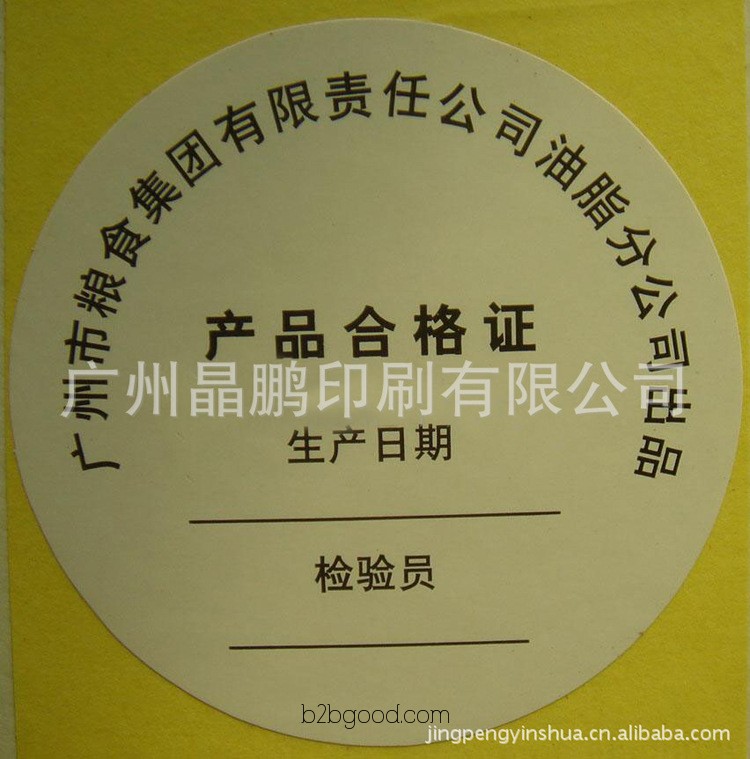 广州市粮食集团有限责任公司油脂分公司出品
产品合格证
广州晶鹏印刷有限公司
生产日期
检验员
b2bgood.com
jingpengyinshua.cn.alibaba.com